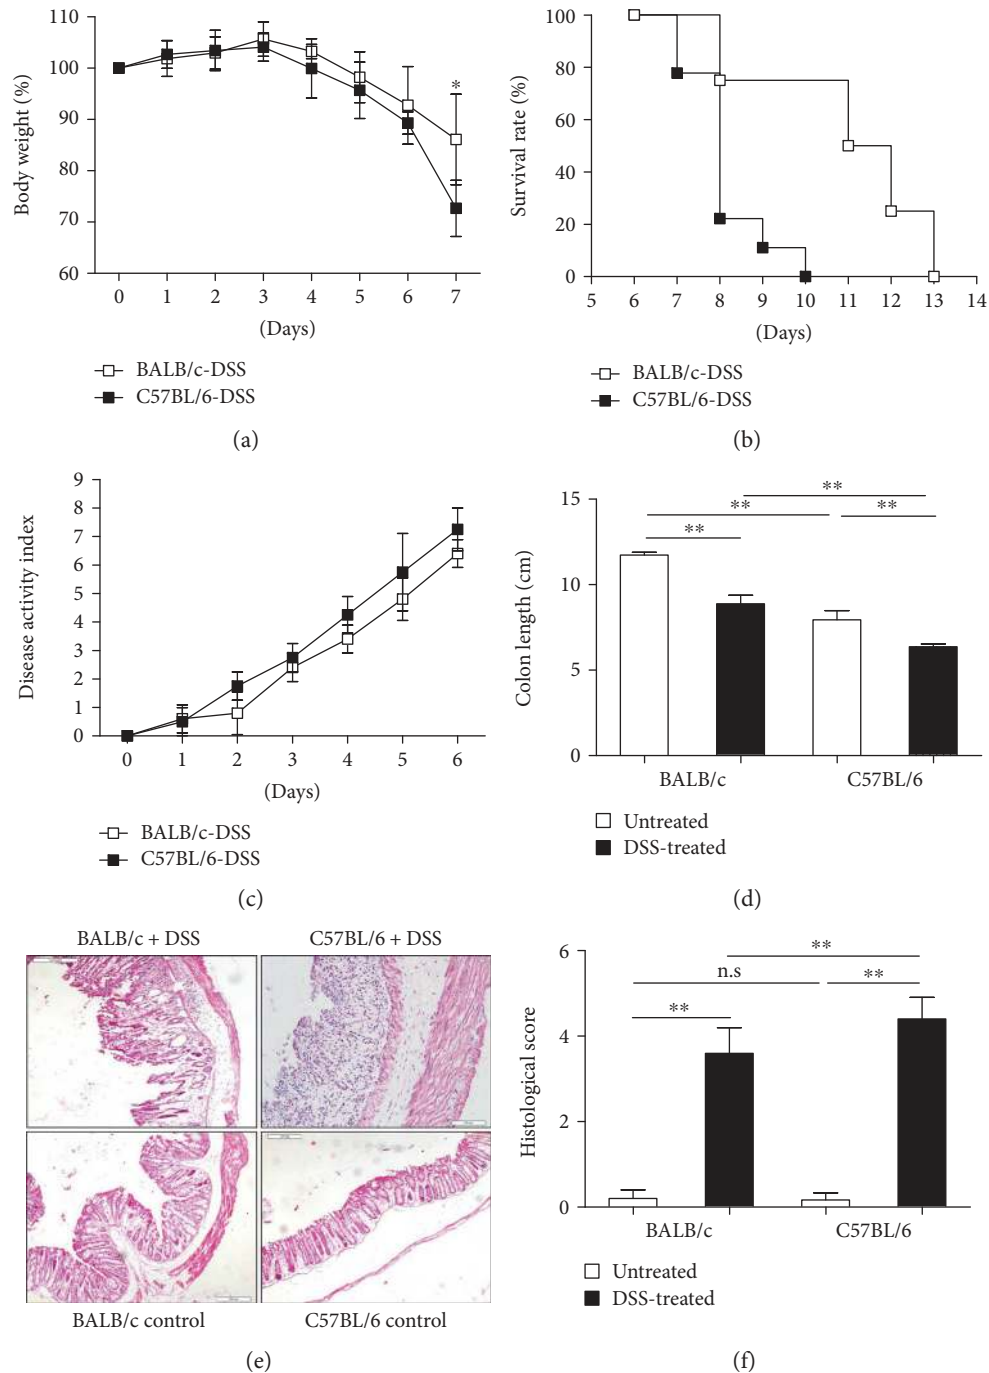 110
100
90
80
70
60
Body weight (%)
*
0 1 2 3 4 5 6 7
(Days)
BALB/c-DSS
C57BL/6-DSS
(a)
100
80
60
40
20
0
Survival rate (%)
5 6 7 8 9 10 11 12 13 14
(Days)
BALB/c-DSS
C57BL/6-DSS
(b)
9
8
7
6
5
4
3
2
1
0
Disease activity index
0 1 2 3 4 5 6
(Days)
BALB/c-DSS
C57BL/6-DSS
(c)
15
10
5
0
Colon length (cm)
**
**
**
**
BALB/c C57BL/6
Untreated
DSS-treated
(d)
BALB/c + DSS C57BL/6 + DSS
BALB/c control C57BL/6 control
(e)
6
4
2
0
Histological score
**
n.s
**
**
BALB/c C57BL/6
Untreated
DSS-treated
(f)